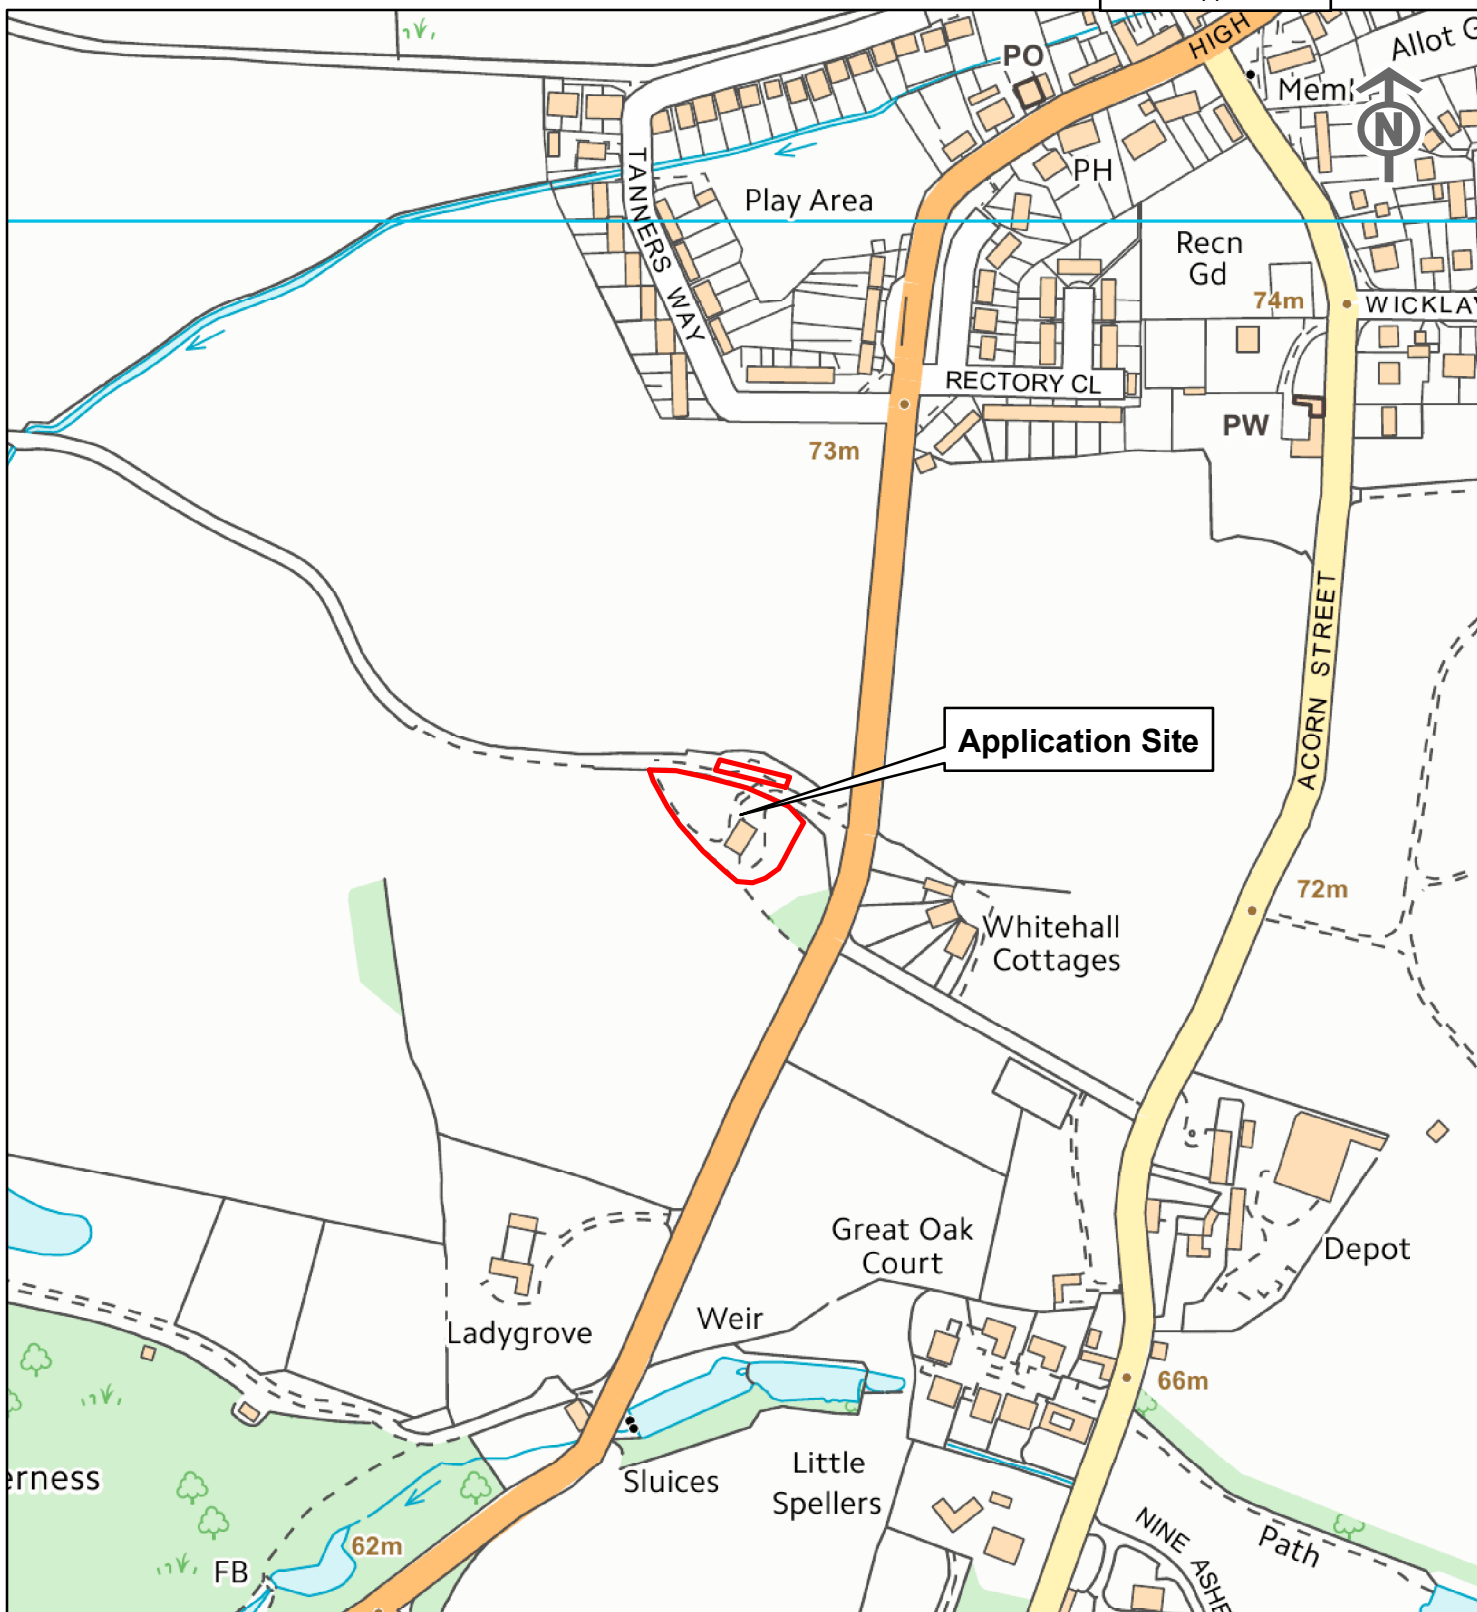 HIGH
Allot G
PO
Meml
N
TANNERS WAY
Play Area
PH
Recn
Gd
74m
WICKLAY
RECTORY CL
PW
73m
ACORN STREET
Application Site
72m
Whitehall
Cottages
Great Oak
Court
Depot
Weir
Ladygrove
66m
erness
Sluices
Little
Spellers
NINE ASHE
Path
62m
FB